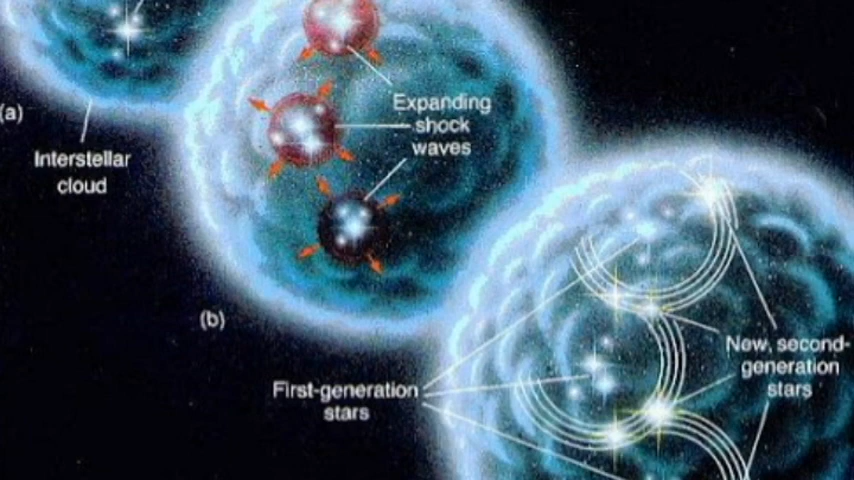 (a)
Interstellar
cloud
Expanding
shock
waves
(b)
First-generation
stars
New, second-
generation
stars